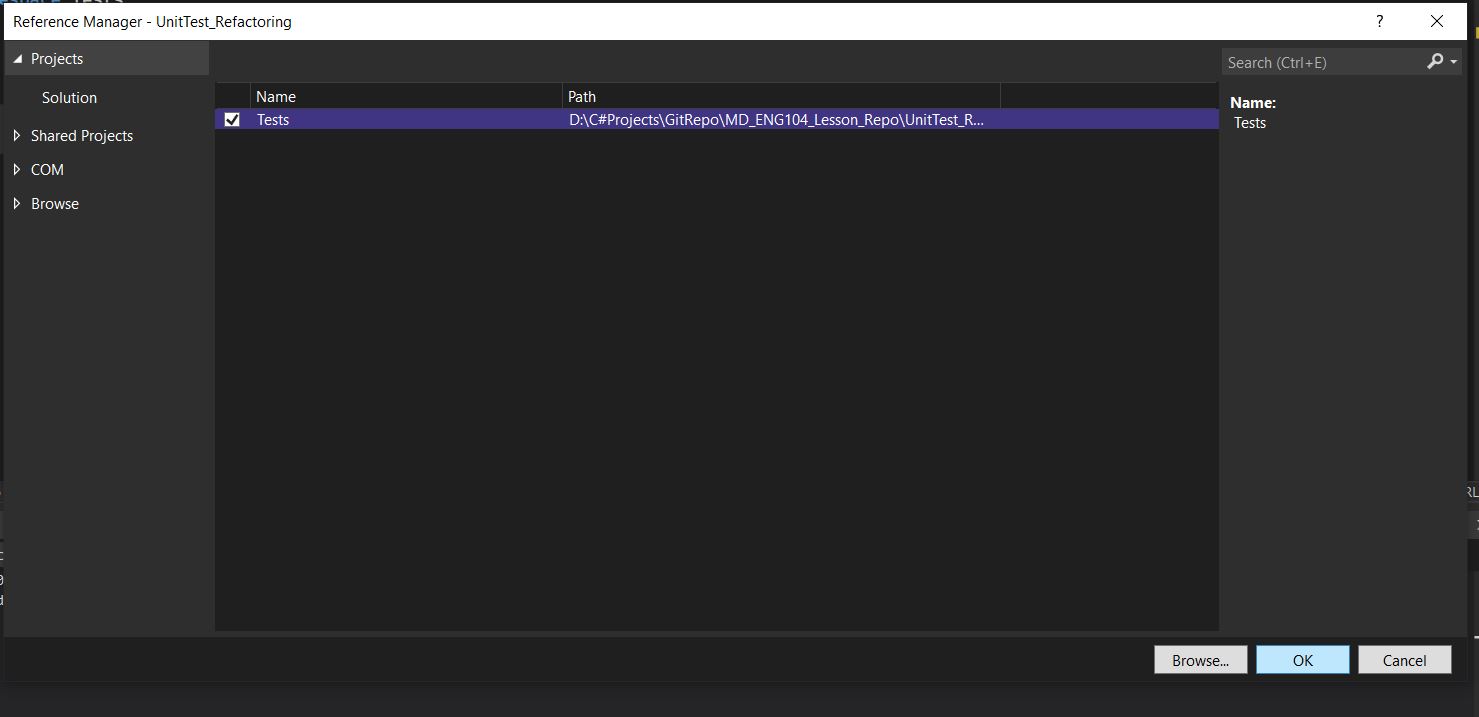 Reference Manager - UnitTest_Refactoring
?
Projects
Solution
Shared Projects
COM
Browse
Name Path
Tests D:\C#Projects\GitRepo\MD_ENG104_Lesson_Repo\UnitTest_R...
Search (Ctrl+E)
Name:
Tests
Browse... OK Cancel